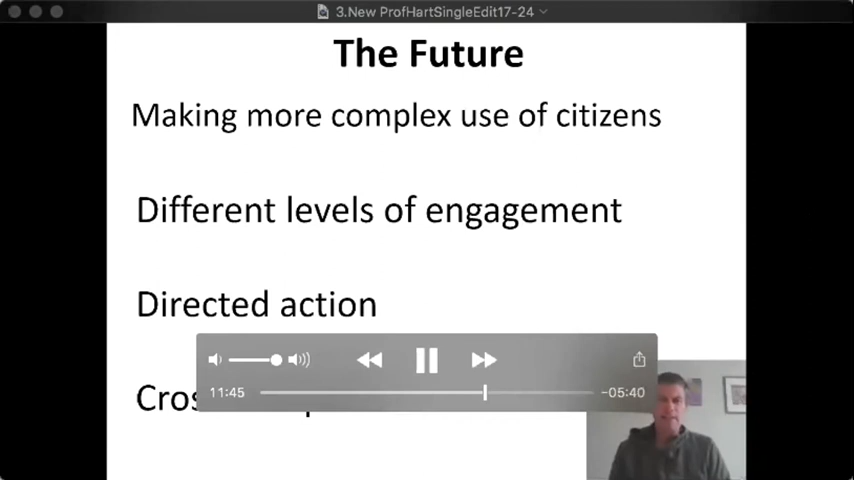 3.New ProfHartSingleEdit17-24
The Future
Making more complex use of citizens
Different levels of engagement
Directed action
11:45
-05:40